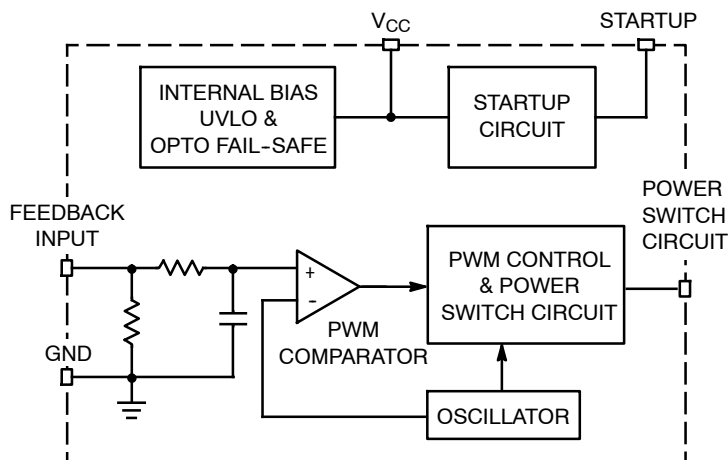 VCC
STARTUP
INTERNAL BIAS
UVLO &
OPTO FAIL-SAFE
STARTUP
CIRCUIT
FEEDBACK
INPUT
POWER
SWITCH
CIRCUIT
+
-
PWM
COMPARATOR
PWM CONTROL
& POWER
SWITCH CIRCUIT
GND
OSCILLATOR